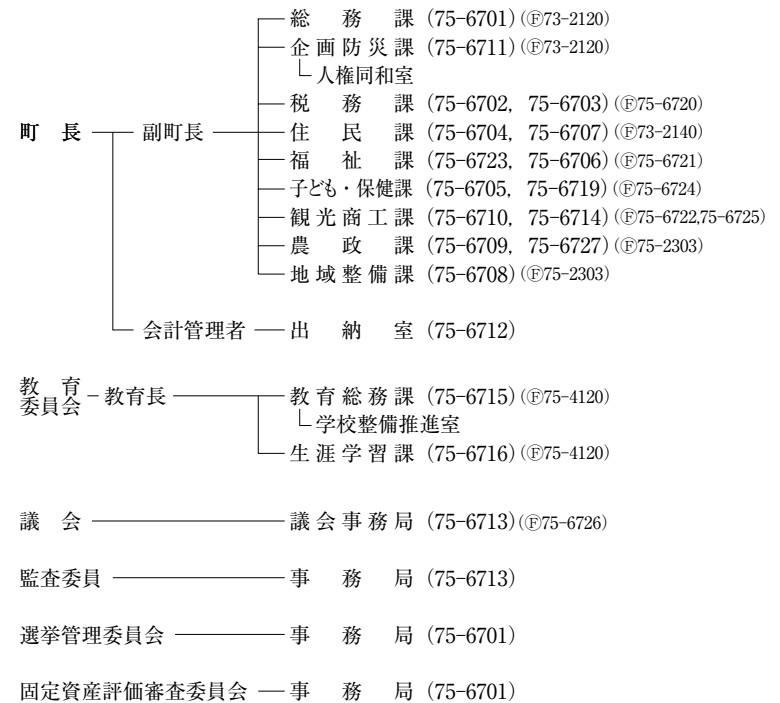 総務課 (75-6701) (Ⓕ73-2120)
企画防災課 (75-6711) (Ⓕ73-2120)
人権同和室
税務課 (75-6702, 75-6703) (Ⓕ75-6720)
町長 副町長 住民課 (75-6704, 75-6707) (Ⓕ73-2140)
福祉課 (75-6723, 75-6706) (Ⓕ75-6721)
子ども・保健課 (75-6705, 75-6719) (Ⓕ75-6724)
観光商工課 (75-6710, 75-6714) (Ⓕ75-6722,75-6725)
農政課 (75-6709, 75-6727) (Ⓕ75-2303)
地域整備課 (75-6708) (Ⓕ75-2303)
会計管理者 出納室 (75-6712)
教育委員会 教育長 教育総務課 (75-6715) (Ⓕ75-4120)
学校整備推進室
生涯学習課 (75-6716) (Ⓕ75-4120)
議会 議会事務局 (75-6713) (Ⓕ75-6726)
監査委員 事務局 (75-6713)
選挙管理委員会 事務局 (75-6701)
固定資産評価審査委員会 事務局 (75-6701)